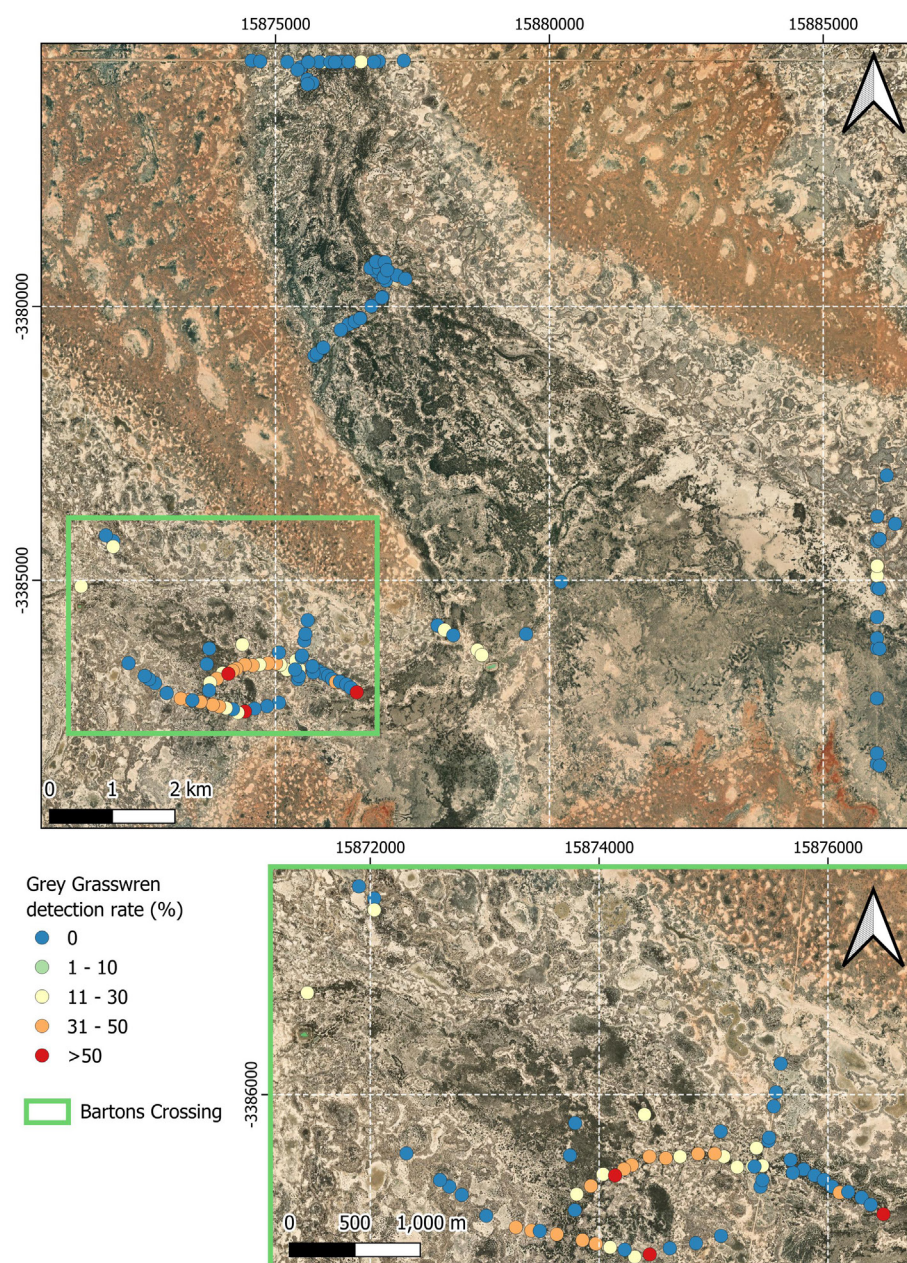 15875000 15880000 15885000
-3380000
-3385000
0 1 2 km
15872000 15874000 15876000
Grey Grasswren
detection rate (%)
0
1 - 10
11 - 30
31 - 50
>50
Bartons Crossing
-3386000
0 500 1,000 m